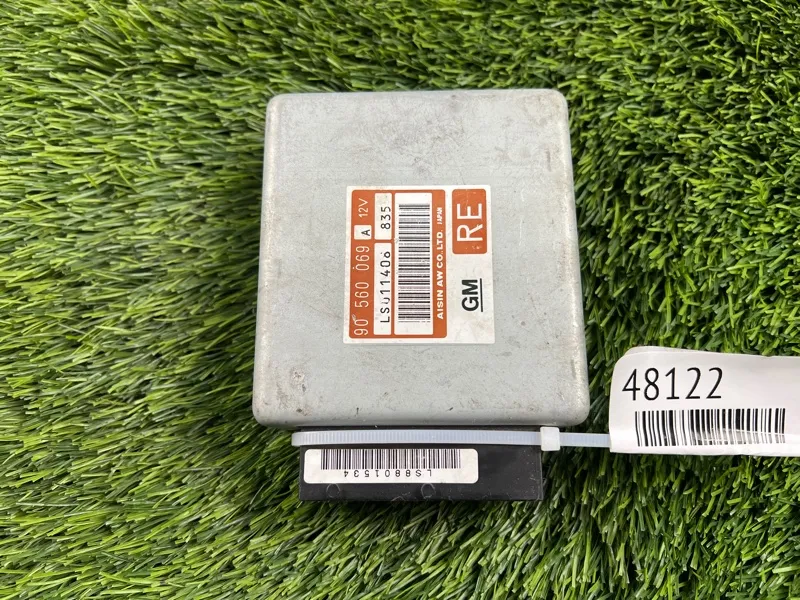 90 560 069 A 12V
LS011406 835
AISIN AW CO.,LTD. JAPAN
GM RE
48122
LS8801534